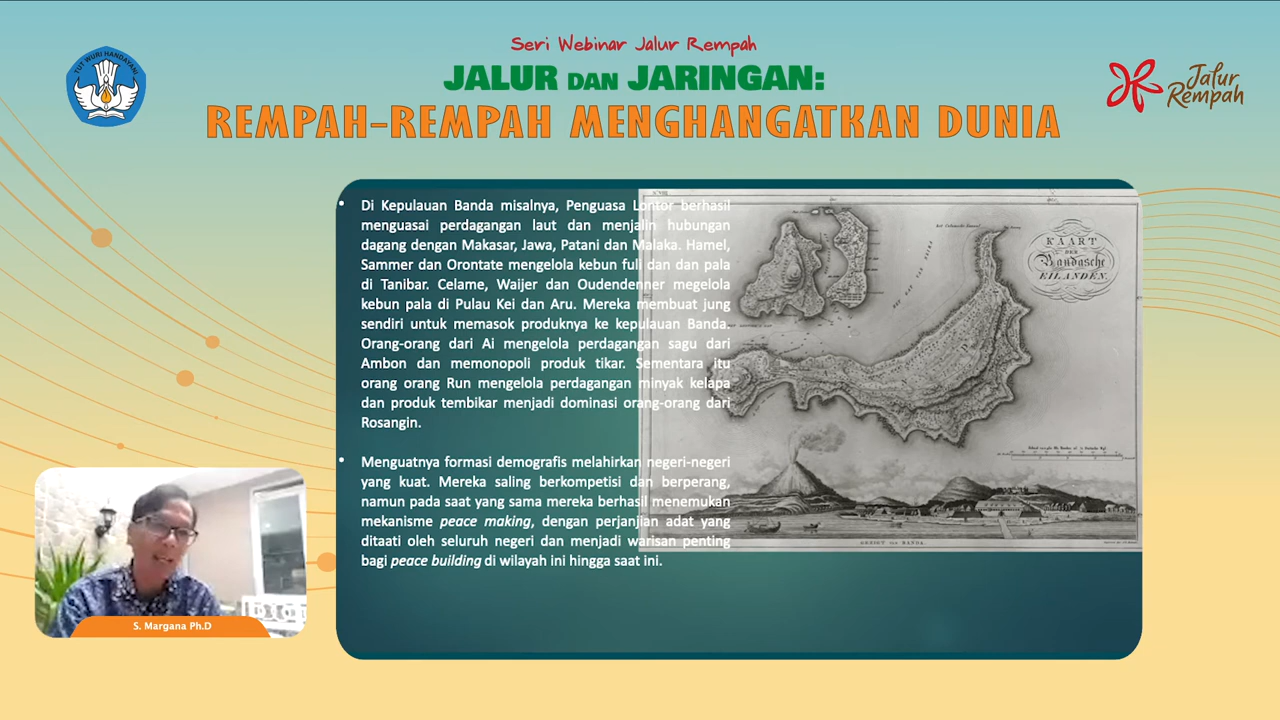 TUT WURI HANDAYANI
Seri Webinar Jalur Rempah
JALUR DAN JARINGAN:
REMPAH-REMPAH MENGHANGATKAN DUNIA
Jalur
Rempah
• Di Kepulauan Banda misalnya, Penguasa Lontor berhasil
menguasai perdagangan laut dan menjalin hubungan
dagang dengan Makasar, Jawa, Patani dan Malaka. Hamel,
Sammer dan Orontate mengelola kebun fuli dan dan pala
di Tanibar. Celame, Waijer dan Oudendenner megelola
kebun pala di Pulau Kei dan Aru. Mereka membuat jung
sendiri untuk memasok produknya ke kepulauan Banda.
Orang-orang dari Ai mengelola perdagangan sagu dari
Ambon dan memonopoli produk tikar. Sementara itu
orang orang Run mengelola perdagangan minyak kelapa
dan produk tembikar menjadi dominasi orang-orang dari
Rosangin.
• Menguatnya formasi demografis melahirkan negeri-negeri
yang kuat. Mereka saling berkompetisi dan berperang,
namun pada saat yang sama mereka berhasil menemukan
mekanisme peace making, dengan perjanjian adat yang
ditaati oleh seluruh negeri dan menjadi warisan penting
bagi peace building di wilayah ini hingga saat ini.
KAART
DER
Bandasche
EILANDEN.
GEZIGT van BANDA.
S. Margana Ph.D